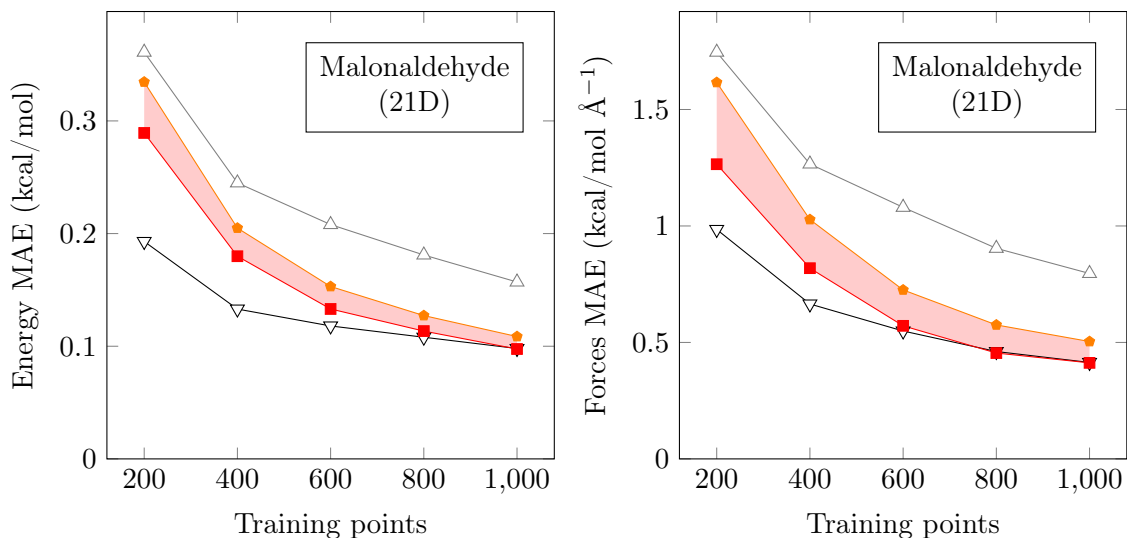 Energy MAE (kcal/mol)
0.3
0.2
0.1
0
Malonaldehyde
(21D)
200 400 600 800 1,000
Training points
Forces MAE (kcal/mol Å⁻¹)
1.5
1
0.5
0
Malonaldehyde
(21D)
200 400 600 800 1,000
Training points